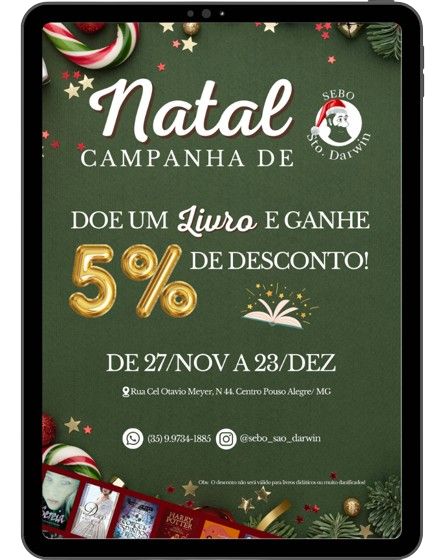 Natal
SEBO
Sto. Darwin
CAMPANHA DE
DOE UM Livro E GANHE
5% DE DESCONTO!
DE 27/NOV A 23/DEZ
Rua Cel Otavio Meyer, N 44. Centro Pouso Alegre/ MG
(35) 9.9734-1885 @sebo_sao_darwin
Obs: O desconto não será válido para livros didáticos ou muito danificados!
HARRY POTTER